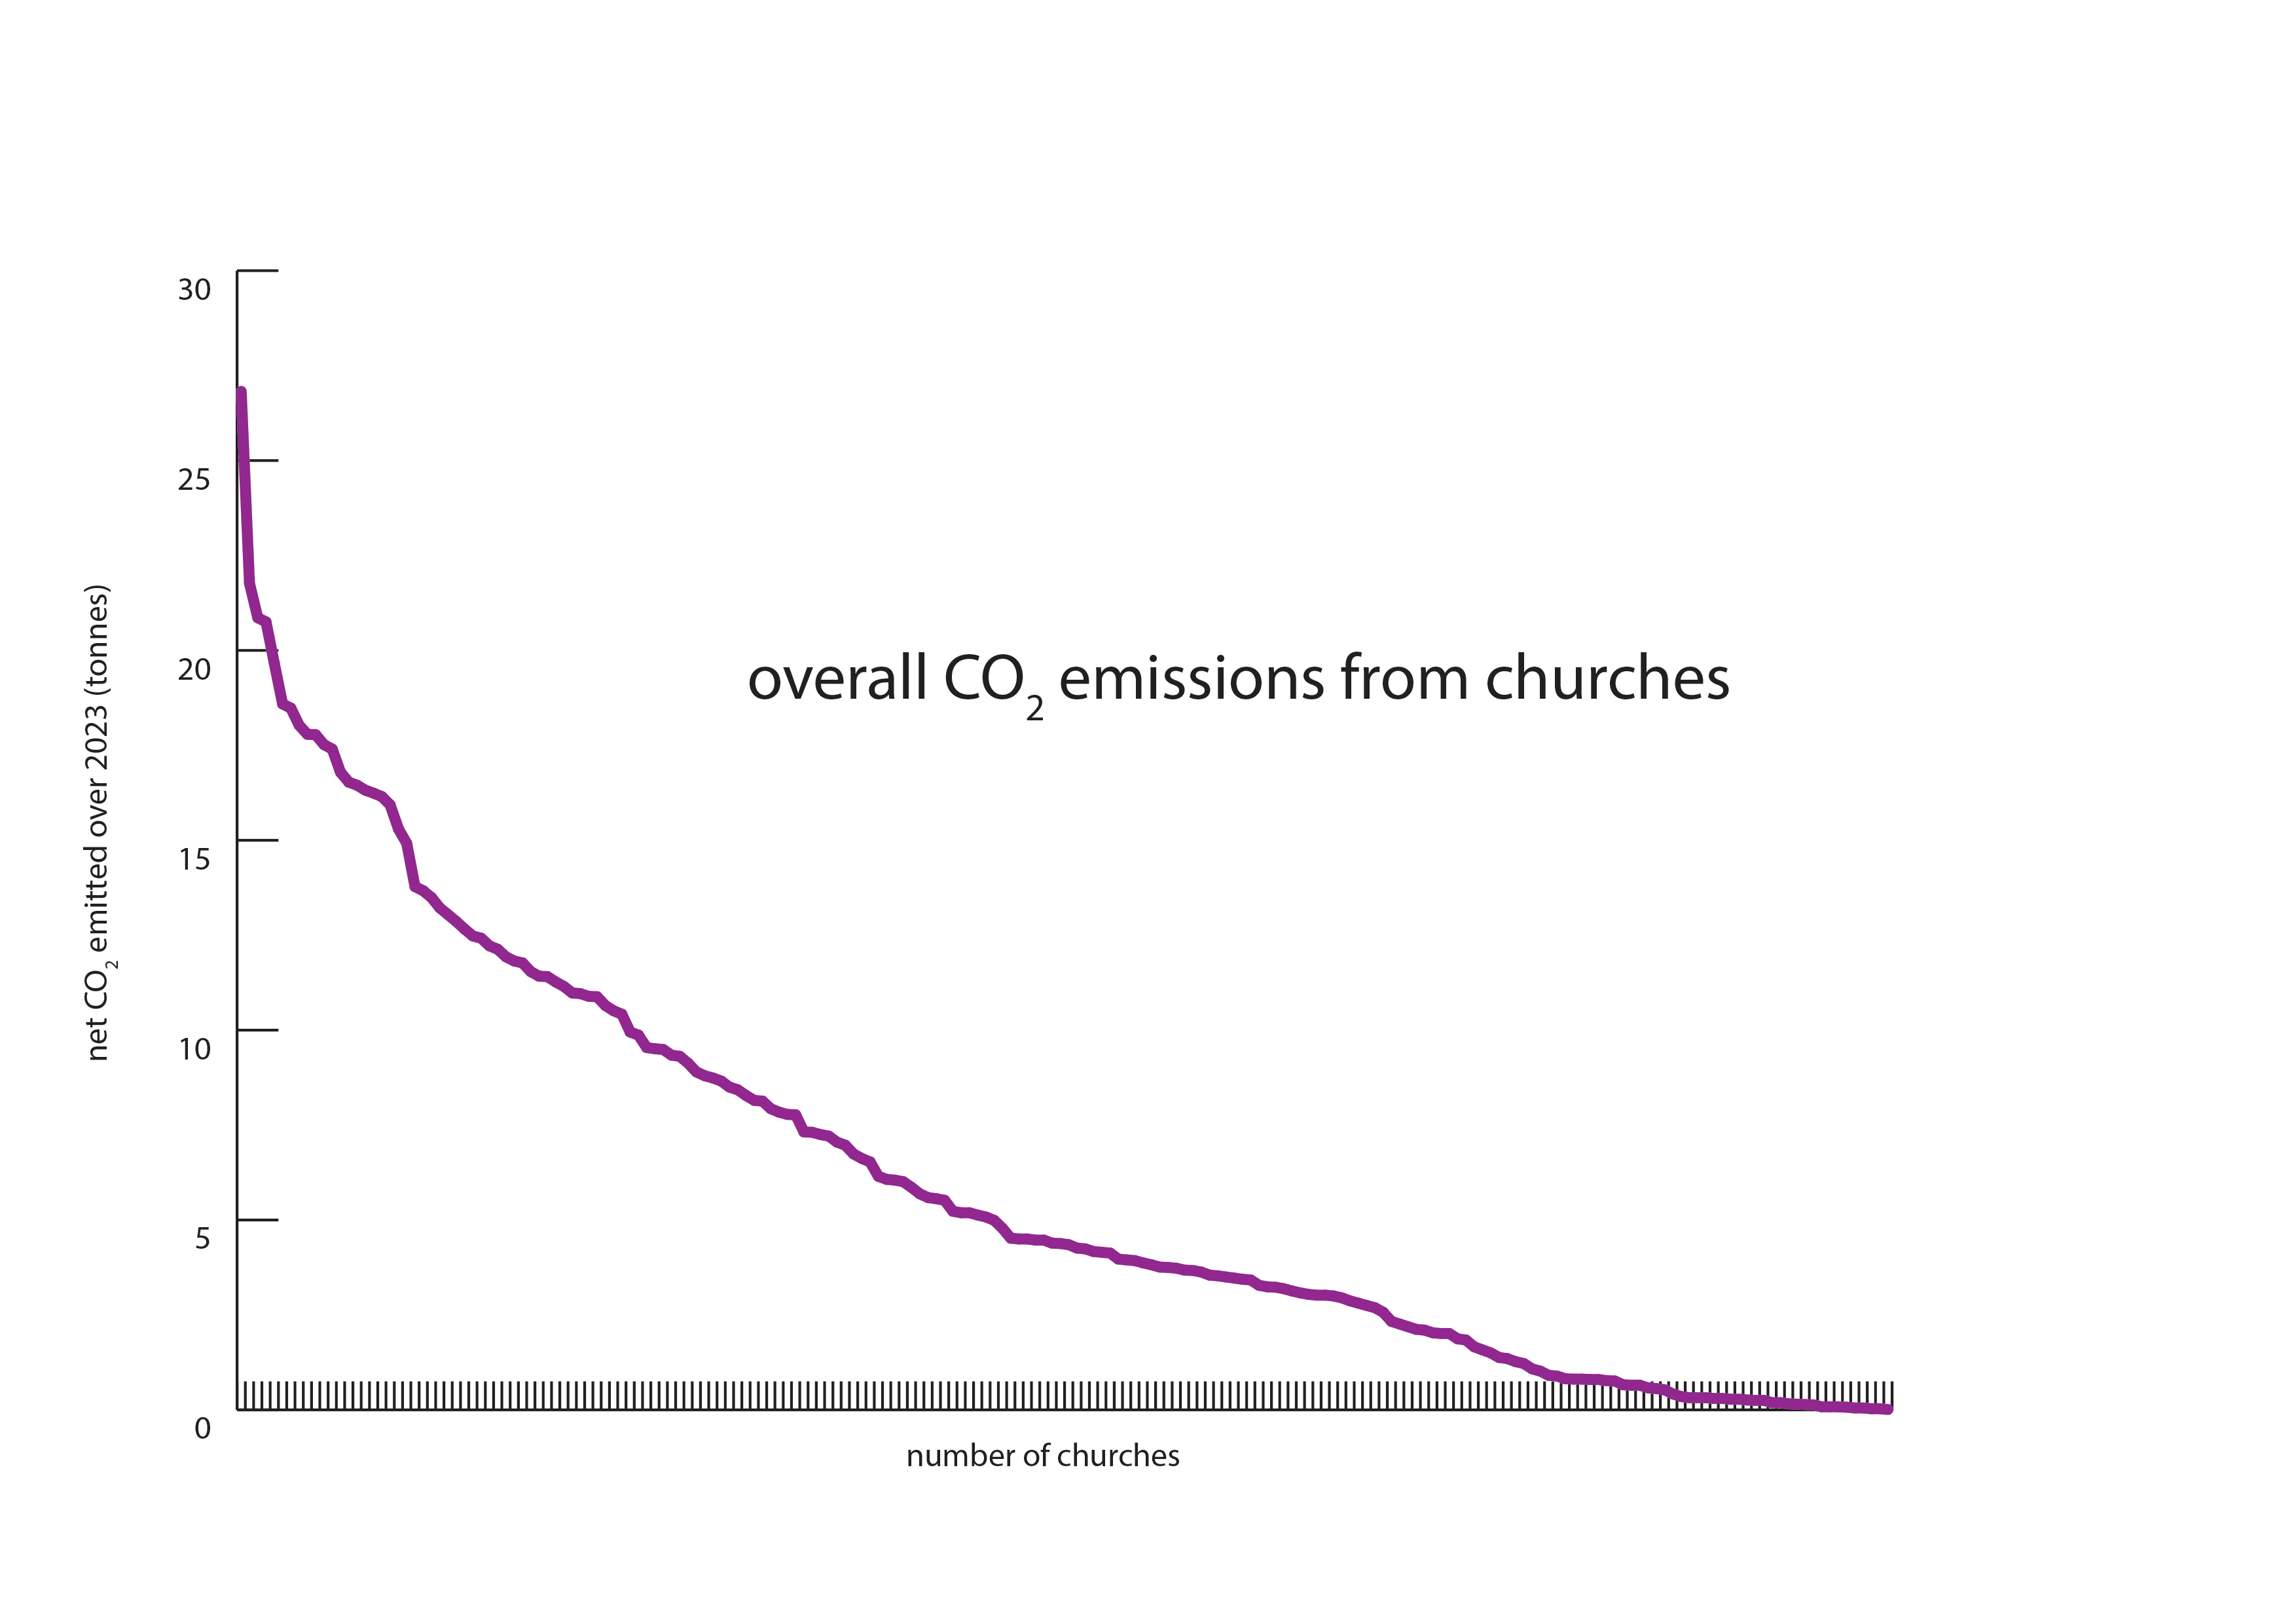 overall CO₂ emissions from churches
net CO₂ emitted over 2023 (tonnes)
30
25
20
15
10
5
0
number of churches